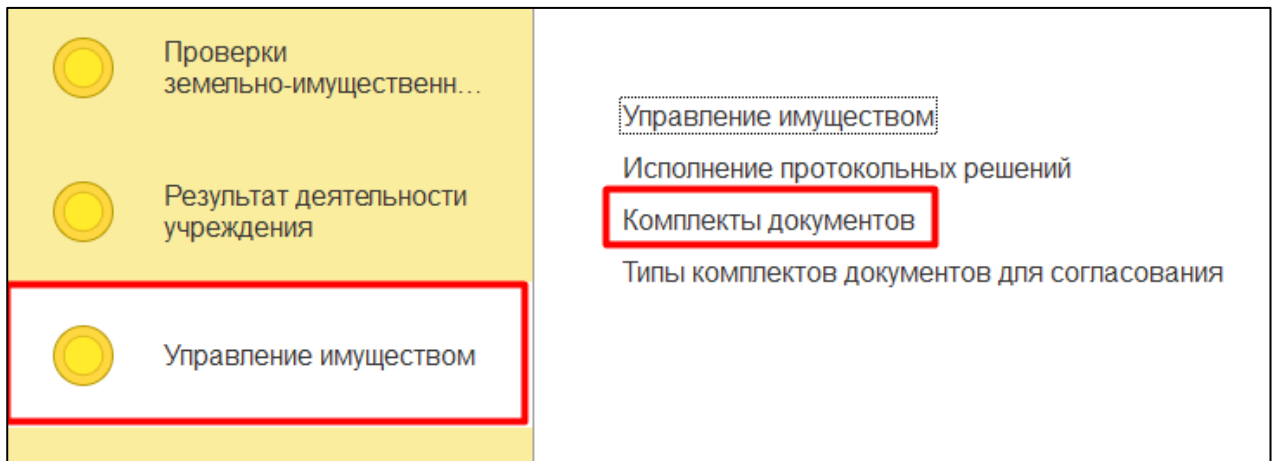 Проверки
земельно-имущественн...
Результат деятельности
учреждения
Управление имуществом
Управление имуществом
Исполнение протокольных решений
Комплекты документов
Типы комплектов документов для согласования